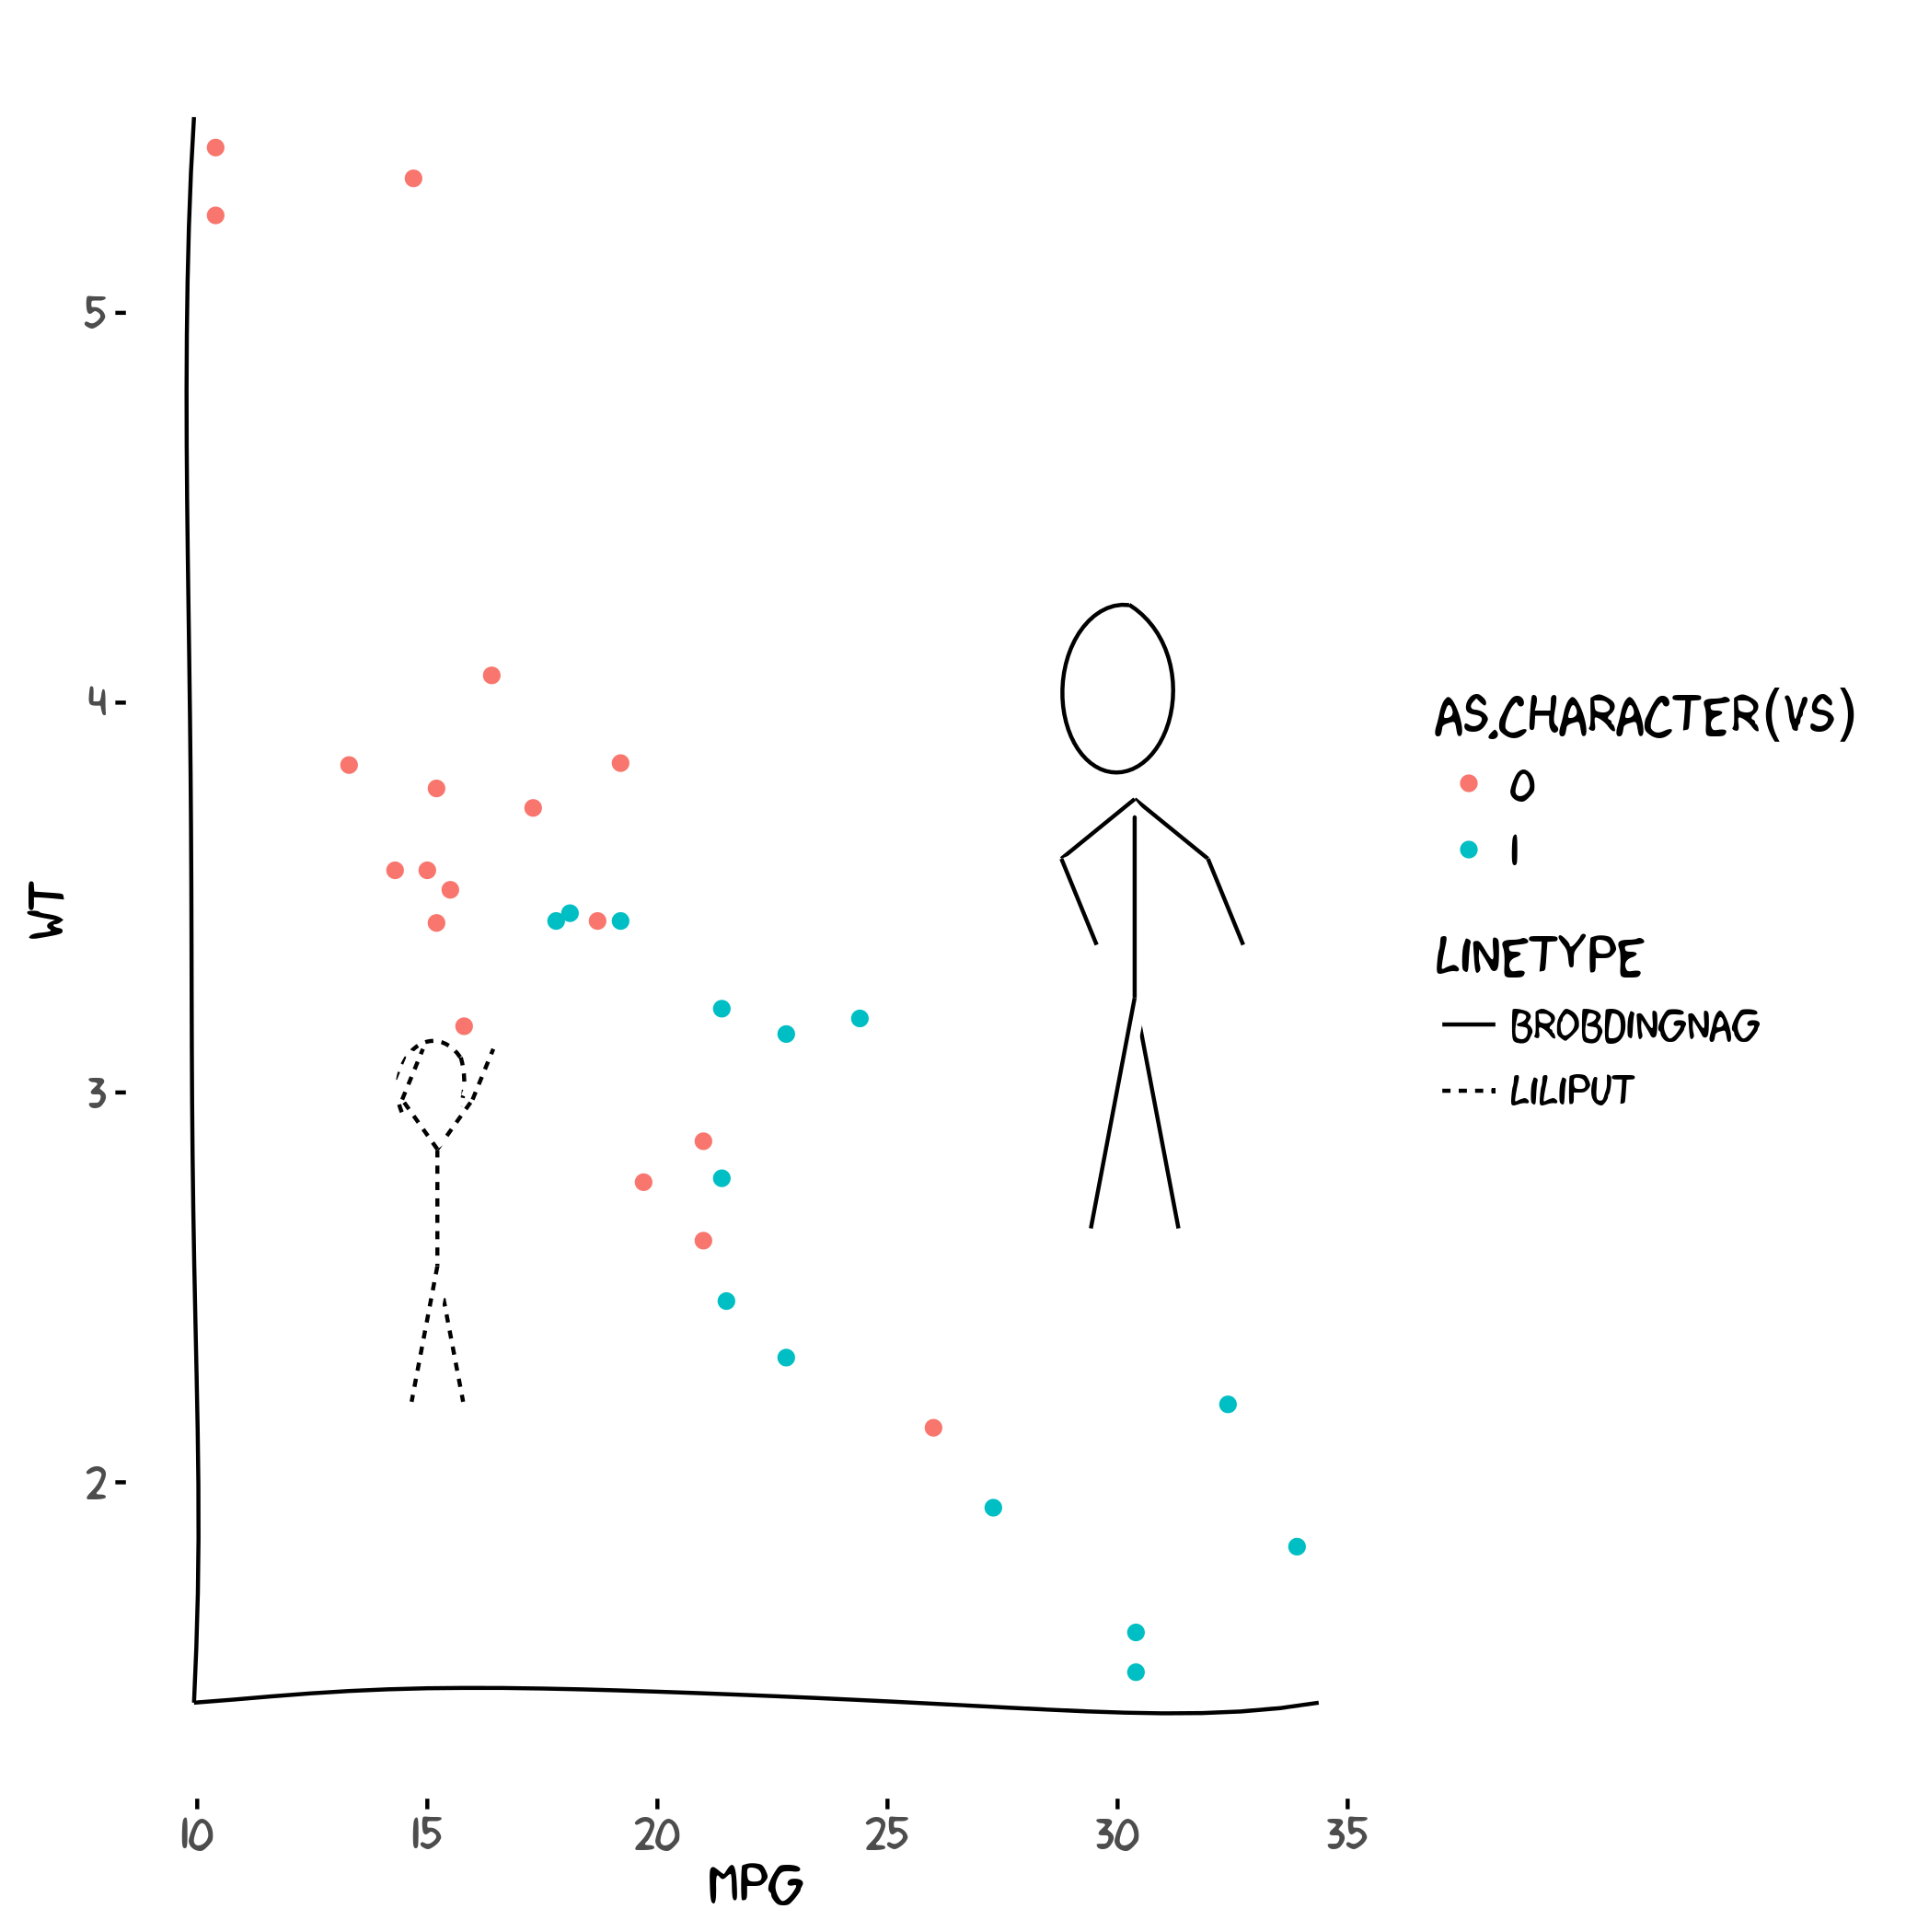 5
4
3
2
WT
10 15 20 25 30 35
MPG
AS.CHARACTER(VS)
0
1
LINETYPE
BROBDINGNAG
LILLIPUT